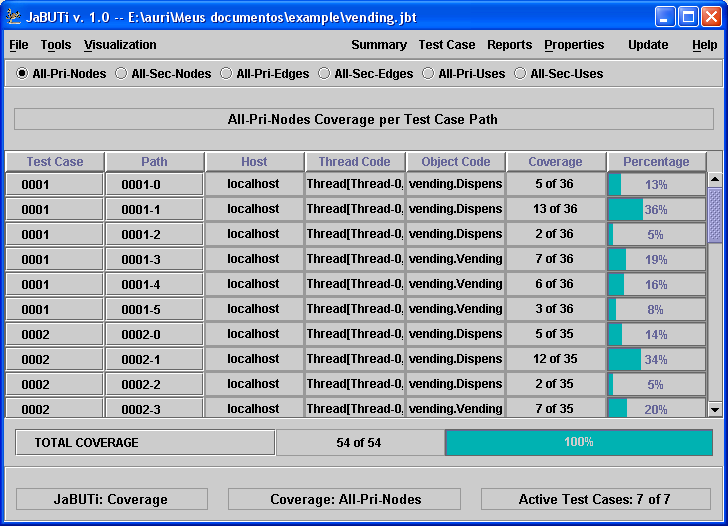 JaBUTi v. 1.0 -- E:\auri\Meus documentos\example\vending.jbt
File Tools Visualization Summary Test Case Reports Properties Update Help
All-Pri-Nodes All-Sec-Nodes All-Pri-Edges All-Sec-Edges All-Pri-Uses All-Sec-Uses
All-Pri-Nodes Coverage per Test Case Path
Test Case Path Host Thread Code Object Code Coverage Percentage
0001 0001-0 localhost Thread[Thread-0, vending.Dispens 5 of 36 13%
0001 0001-1 localhost Thread[Thread-0, vending.Dispens 13 of 36 36%
0001 0001-2 localhost Thread[Thread-0, vending.Dispens 2 of 36 5%
0001 0001-3 localhost Thread[Thread-0, vending.Vending 7 of 36 19%
0001 0001-4 localhost Thread[Thread-0, vending.Vending 6 of 36 16%
0001 0001-5 localhost Thread[Thread-0, vending.Vending 3 of 36 8%
0002 0002-0 localhost Thread[Thread-0, vending.Dispens 5 of 35 14%
0002 0002-1 localhost Thread[Thread-0, vending.Dispens 12 of 35 34%
0002 0002-2 localhost Thread[Thread-0, vending.Dispens 2 of 35 5%
0002 0002-3 localhost Thread[Thread-0, vending.Vending 7 of 35 20%
TOTAL COVERAGE 54 of 54 100%
JaBUTi: Coverage Coverage: All-Pri-Nodes Active Test Cases: 7 of 7